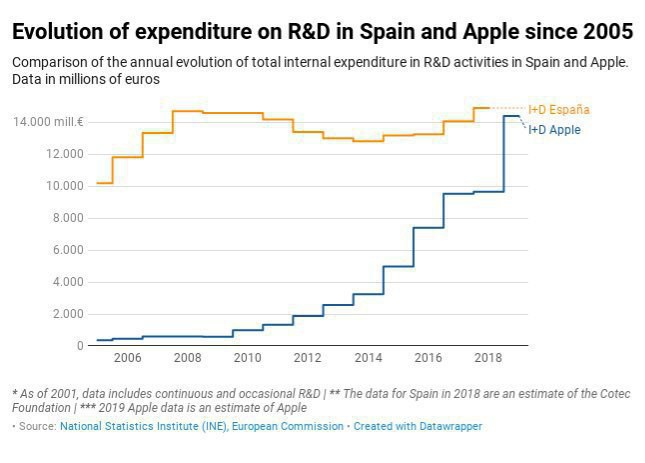 Evolution of expenditure on R&D in Spain and Apple since 2005
Comparison of the annual evolution of total internal expenditure in R&D activities in Spain and Apple.
Data in millions of euros
14.000 mill.€
12.000
10.000
8.000
6.000
4.000
2.000
0
I+D España
I+D Apple
2006 2008 2010 2012 2014 2016 2018
* As of 2001, data includes continuous and occasional R&D | ** The data for Spain in 2018 are an estimate of the Cotec
Foundation | *** 2019 Apple data is an estimate of Apple
• Source: National Statistics Institute (INE), European Commission • Created with Datawrapper